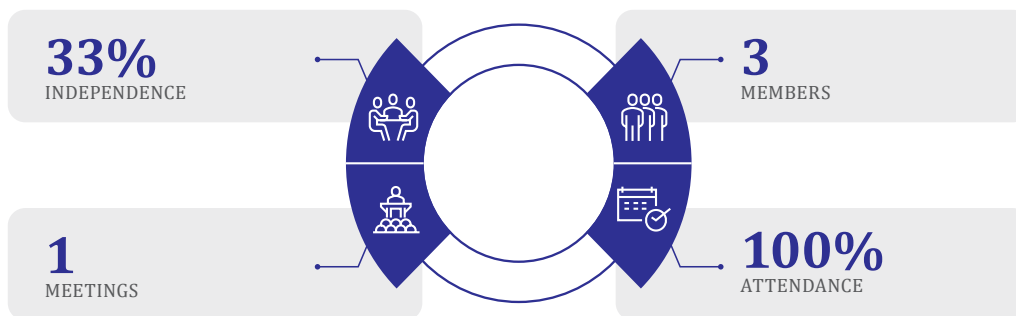 33%
INDEPENDENCE
3
MEMBERS
1
MEETINGS
100%
ATTENDANCE